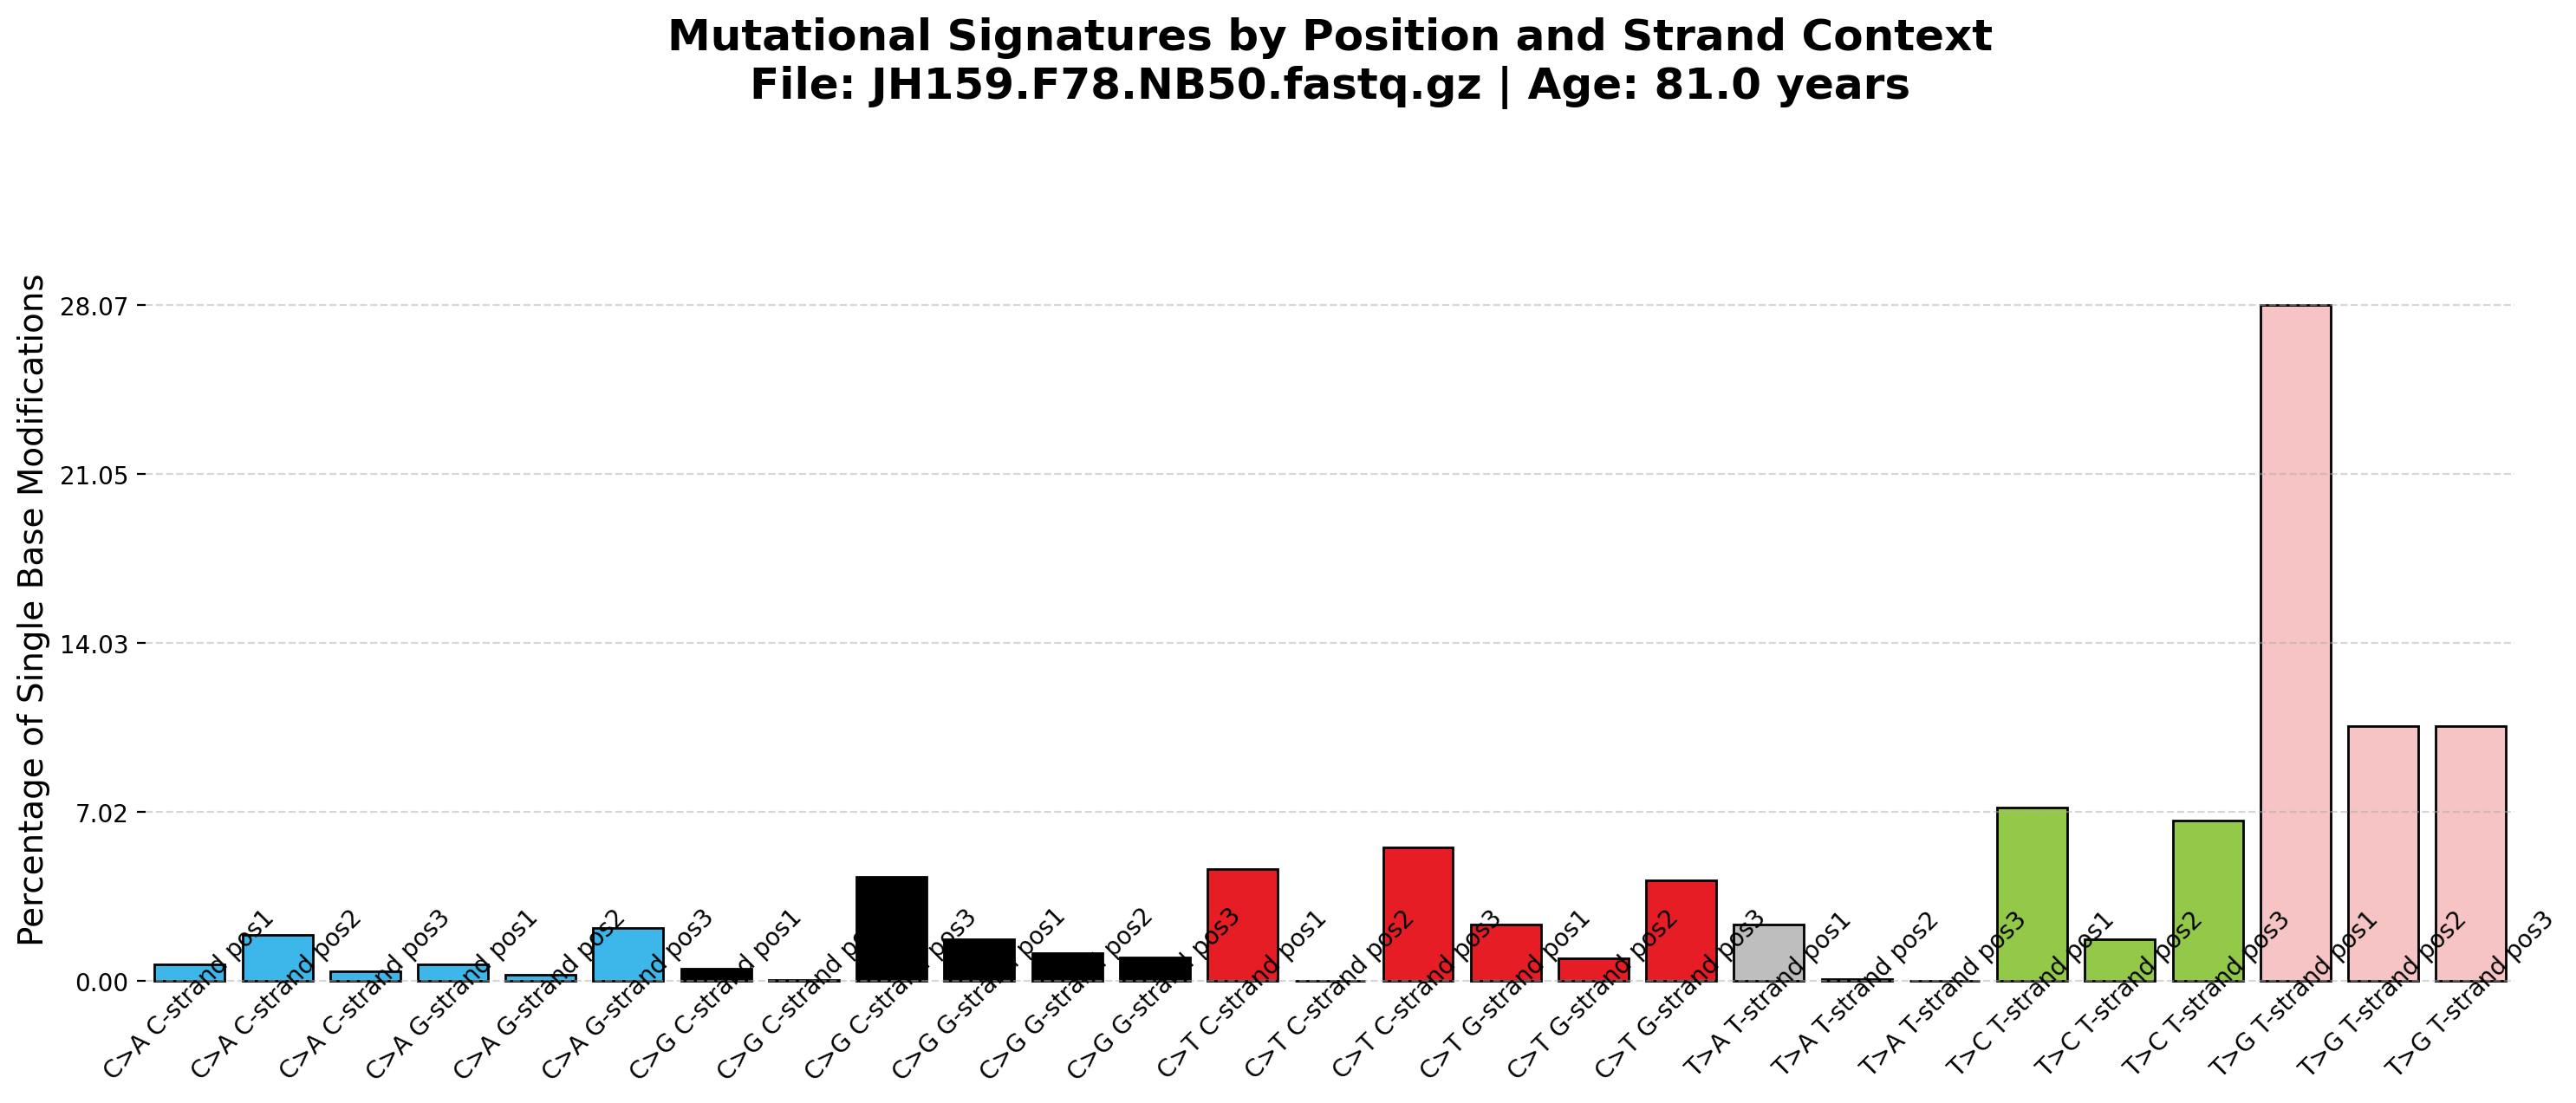 Mutational Signatures by Position and Strand Context
File: JH159.F78.NB50.fastq.gz | Age: 81.0 years
Percentage of Single Base Modifications
28.07
21.05
14.03
7.02
0.00
C>A C-strand pos1
C>A C-strand pos2
C>A C-strand pos3
C>A G-strand pos1
C>A G-strand pos2
C>A G-strand pos3
C>G C-strand pos1
C>G C-strand pos2
C>G C-strand pos3
C>G G-strand pos1
C>G G-strand pos2
C>G G-strand pos3
C>T C-strand pos1
C>T C-strand pos2
C>T C-strand pos3
C>T G-strand pos1
C>T G-strand pos2
C>T G-strand pos3
T>A T-strand pos1
T>A T-strand pos2
T>A T-strand pos3
T>C T-strand pos1
T>C T-strand pos2
T>C T-strand pos3
T>G T-strand pos1
T>G T-strand pos2
T>G T-strand pos3